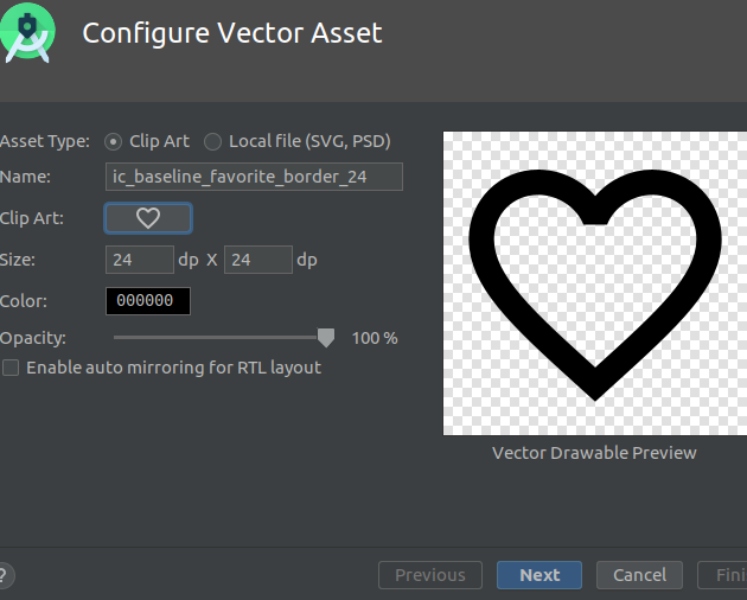 Configure Vector Asset
Asset Type: Clip Art Local file (SVG, PSD)
Name: ic_baseline_favorite_border_24
Clip Art:
Size: 24 dp X 24 dp
Color: 000000
Opacity: 100 %
Enable auto mirroring for RTL layout
Vector Drawable Preview
? Previous Next Cancel